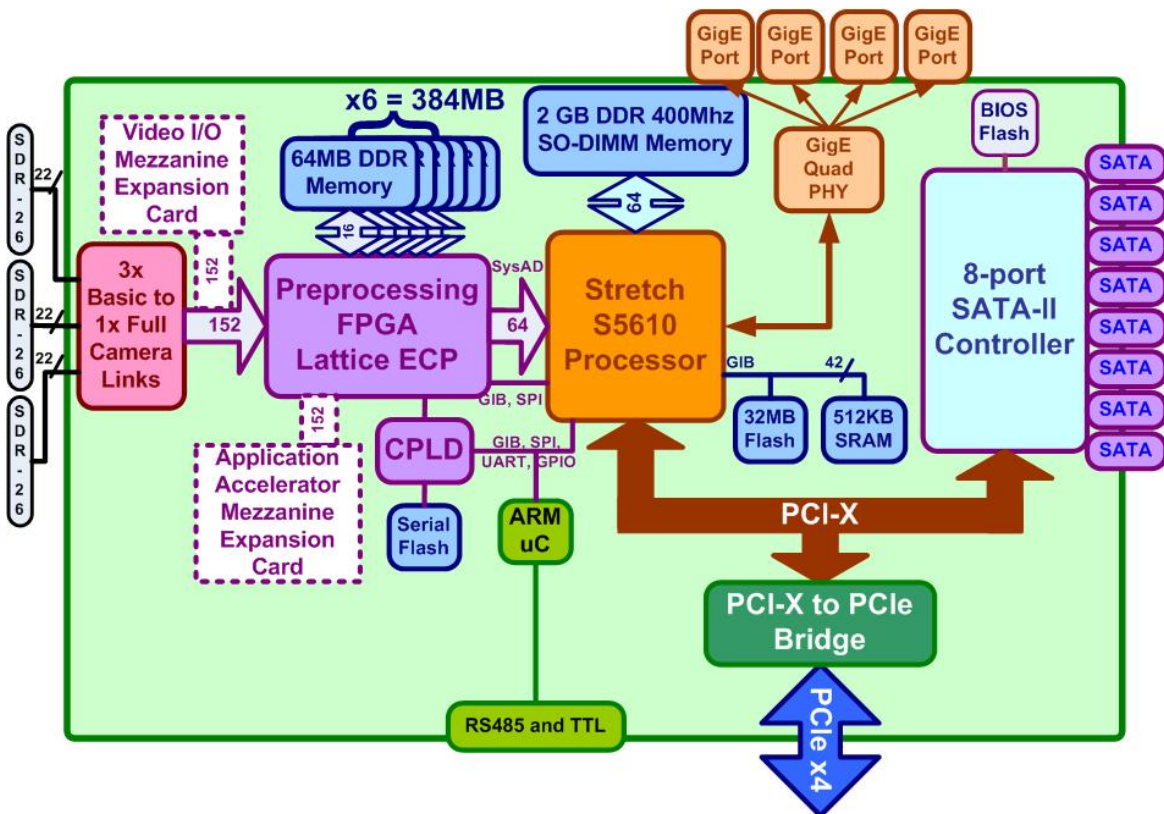 GigE
Port
GigE
Port
GigE
Port
GigE
Port
x6 = 384MB
2 GB DDR 400Mhz
SO-DIMM Memory
BIOS
Flash
SDR-26
22
Video I/O
Mezzanine
Expansion
Card
64MB DDR
Memory
R
R
R
R
R
GigE
Quad
PHY
SATA
SATA
SATA
SATA
SATA
SATA
SATA
SATA
16
64
152
SDR-26
22
22
3x
Basic to
1x Full
Camera
Links
152
Preprocessing
FPGA
Lattice ECP
SysAD
64
Stretch
S5610
Processor
8-port
SATA-II
Controller
GIB, SPI
GIB
42
32MB
Flash
512KB
SRAM
SDR-26
152
Application
Accelerator
Mezzanine
Expansion
Card
CPLD
GIB, SPI,
UART, GPIO
Serial
Flash
ARM
uC
PCI-X
PCI-X to PCIe
Bridge
RS485 and TTL
PCIe x4